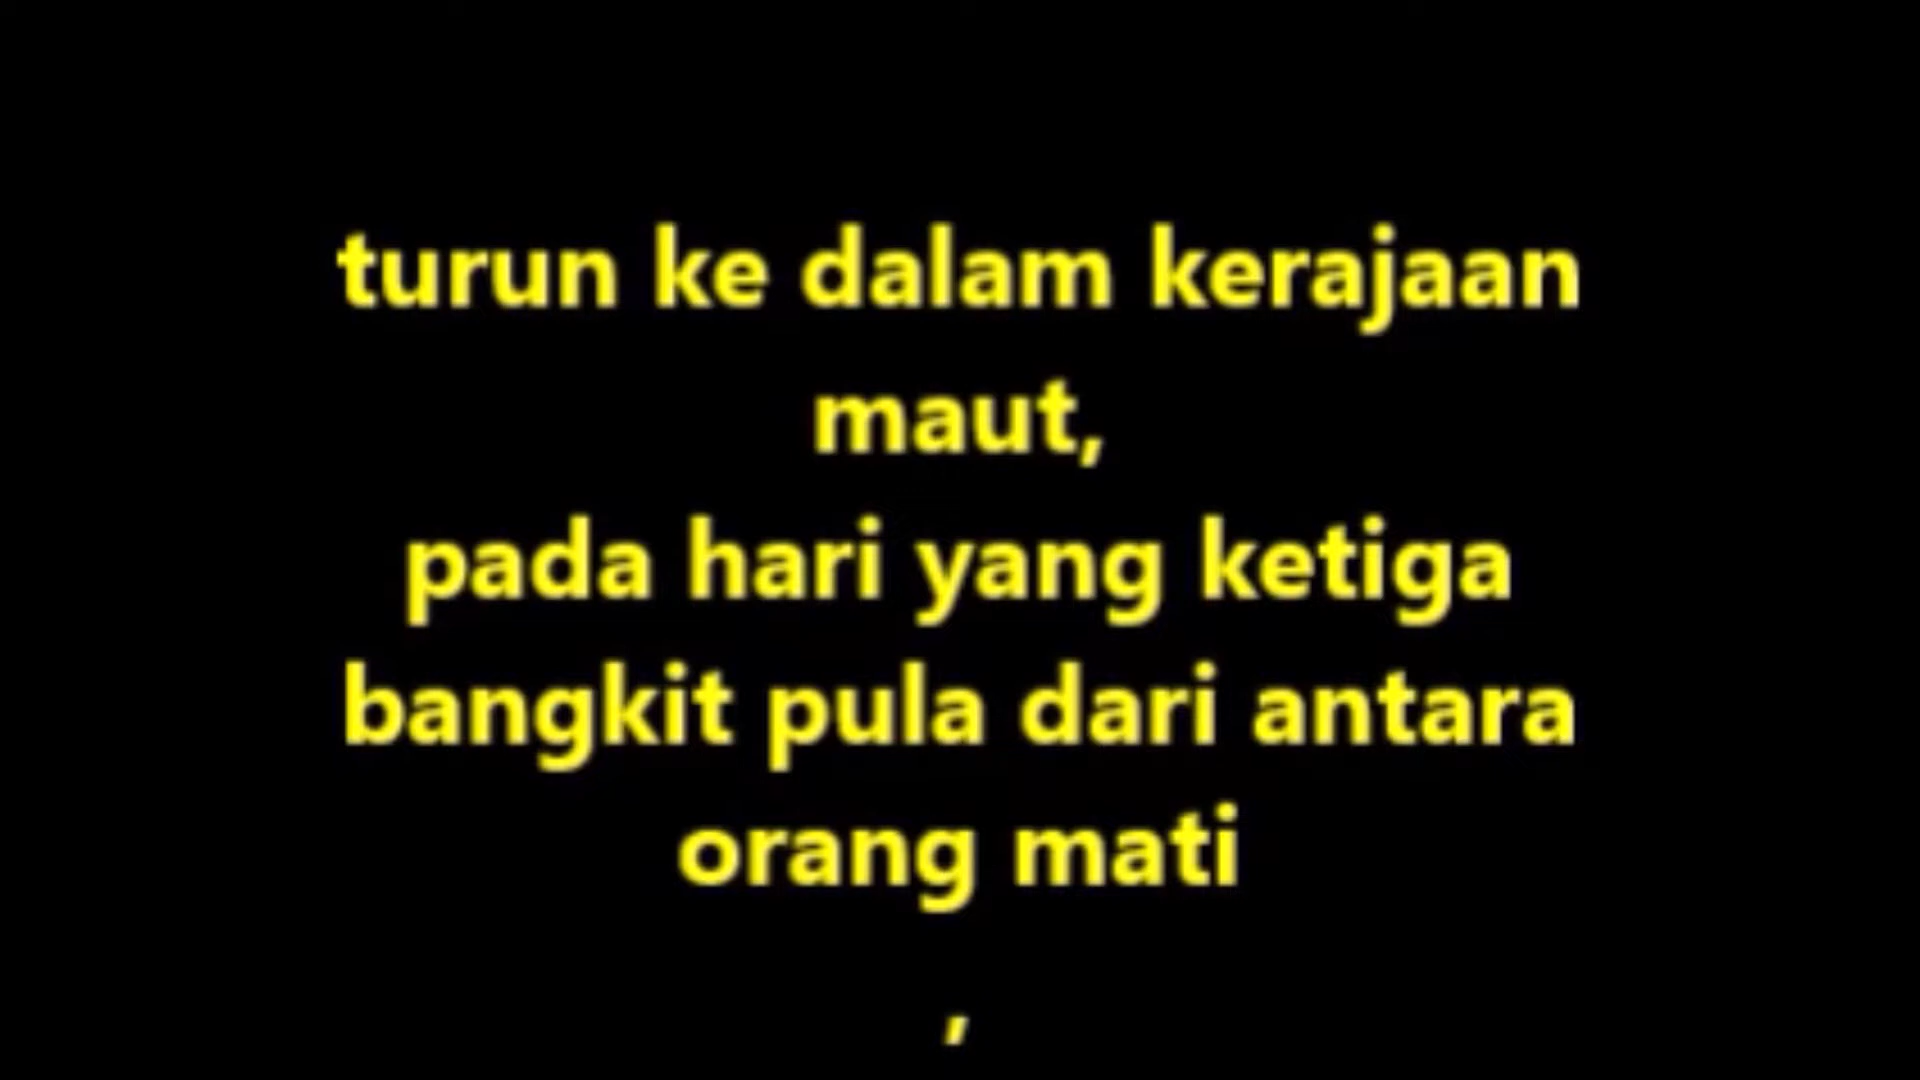 turun ke dalam kerajaan
maut,
pada hari yang ketiga
bangkit pula dari antara
orang mati
,